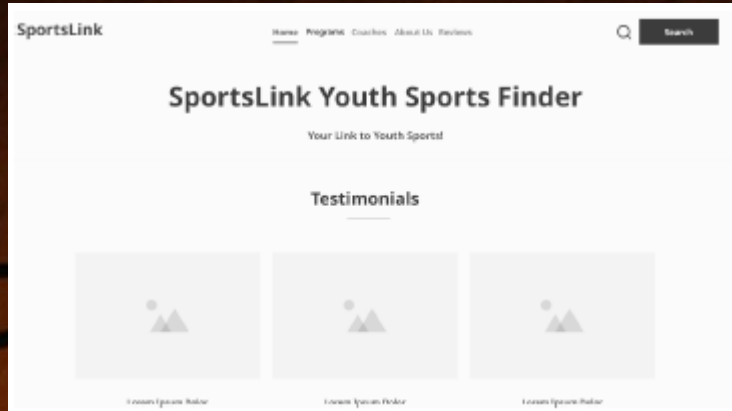 SportsLink
Home Programs Coaches About Us Reviews
Search
SportsLink Youth Sports Finder
Your Link to Youth Sports!
Testimonials
Lorem Ipsum Dolor Lorem Ipsum Dolor Lorem Ipsum Dolor